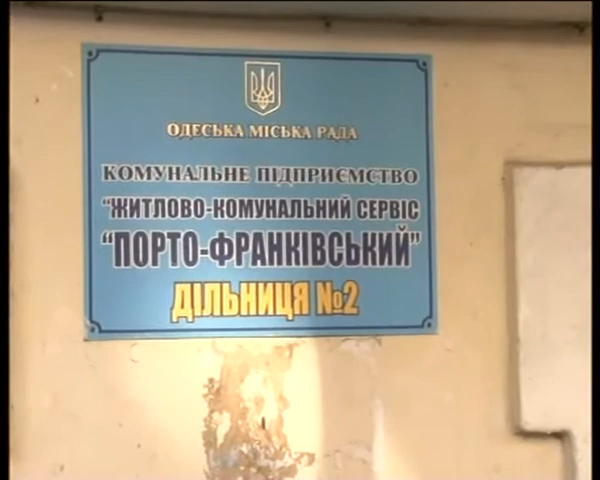 ОДЕСЬКА МІСЬКА РАДА
КОМУНАЛЬНЕ ПІДПРИЄМСТВО
"ЖИТЛОВО-КОМУНАЛЬНИЙ СЕРВІС
"ПОРТО-ФРАНКІВСЬКИЙ"
ДІЛЬНИЦЯ №2